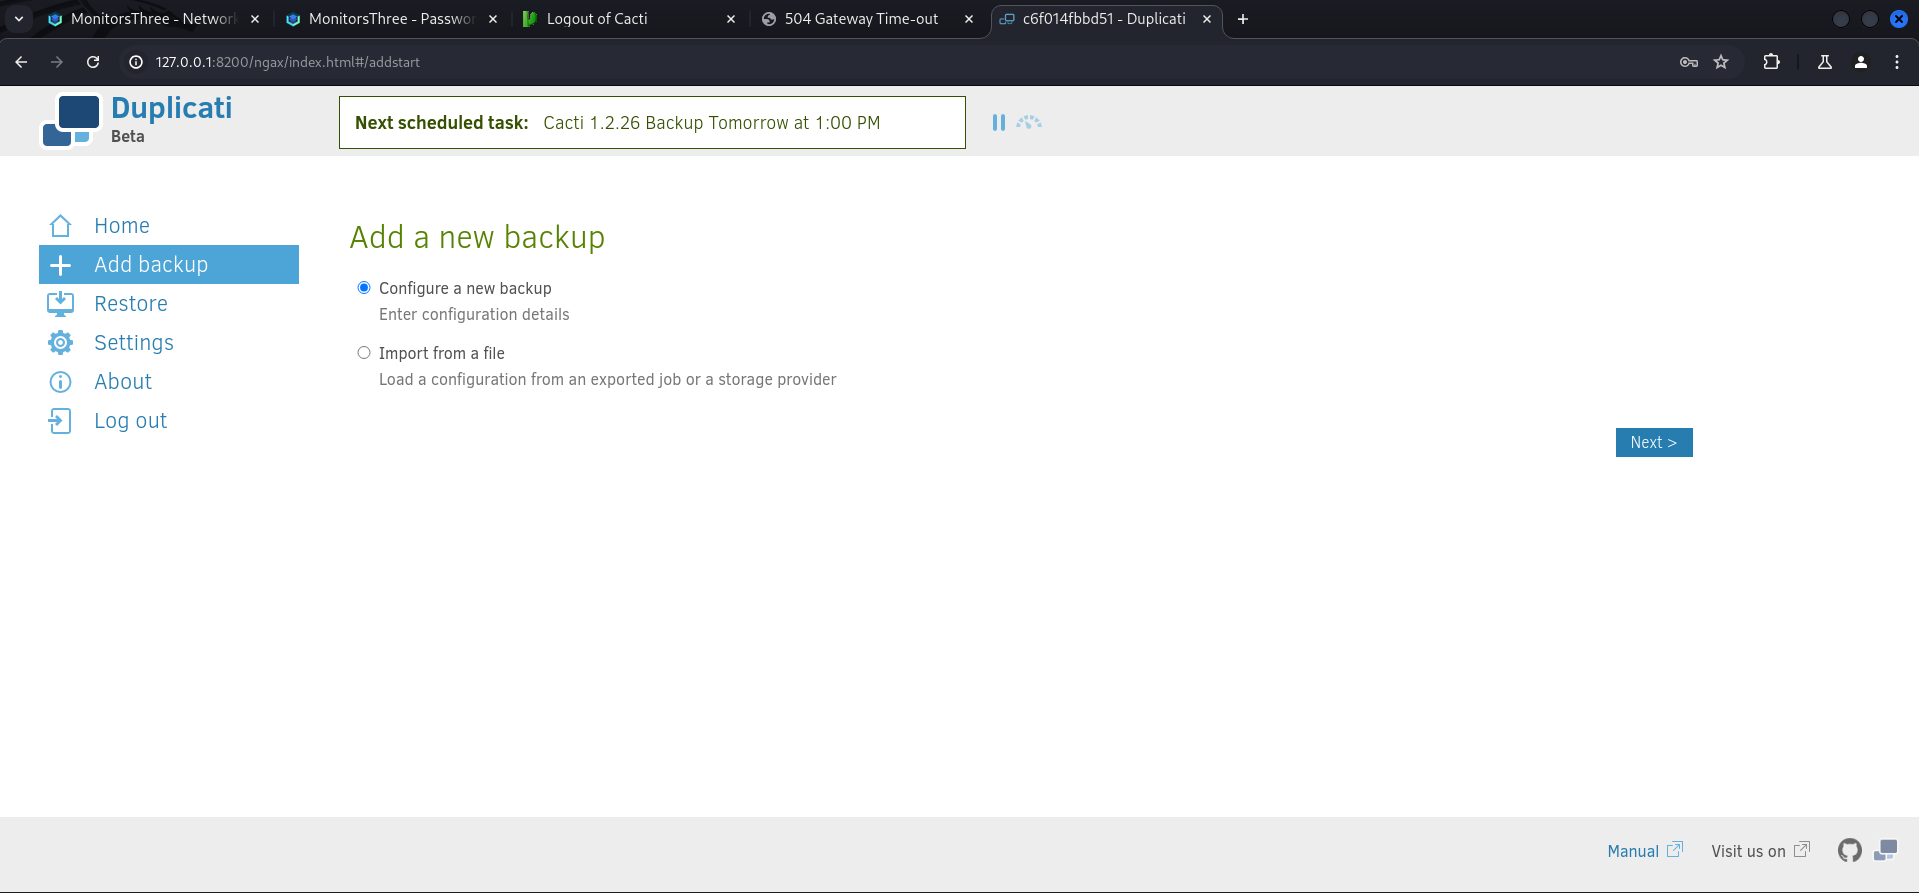 MonitorsThree - Network
MonitorsThree - Passwor
Logout of Cacti
504 Gateway Time-out
c6f014fbbd51 - Duplicati
127.0.0.1:8200/ngax/index.html#/addstart
Duplicati
Beta
Next scheduled task: Cacti 1.2.26 Backup Tomorrow at 1:00 PM
Home
Add backup
Restore
Settings
About
Log out
Add a new backup
Configure a new backup
Enter configuration details
Import from a file
Load a configuration from an exported job or a storage provider
Next >
Manual
Visit us on